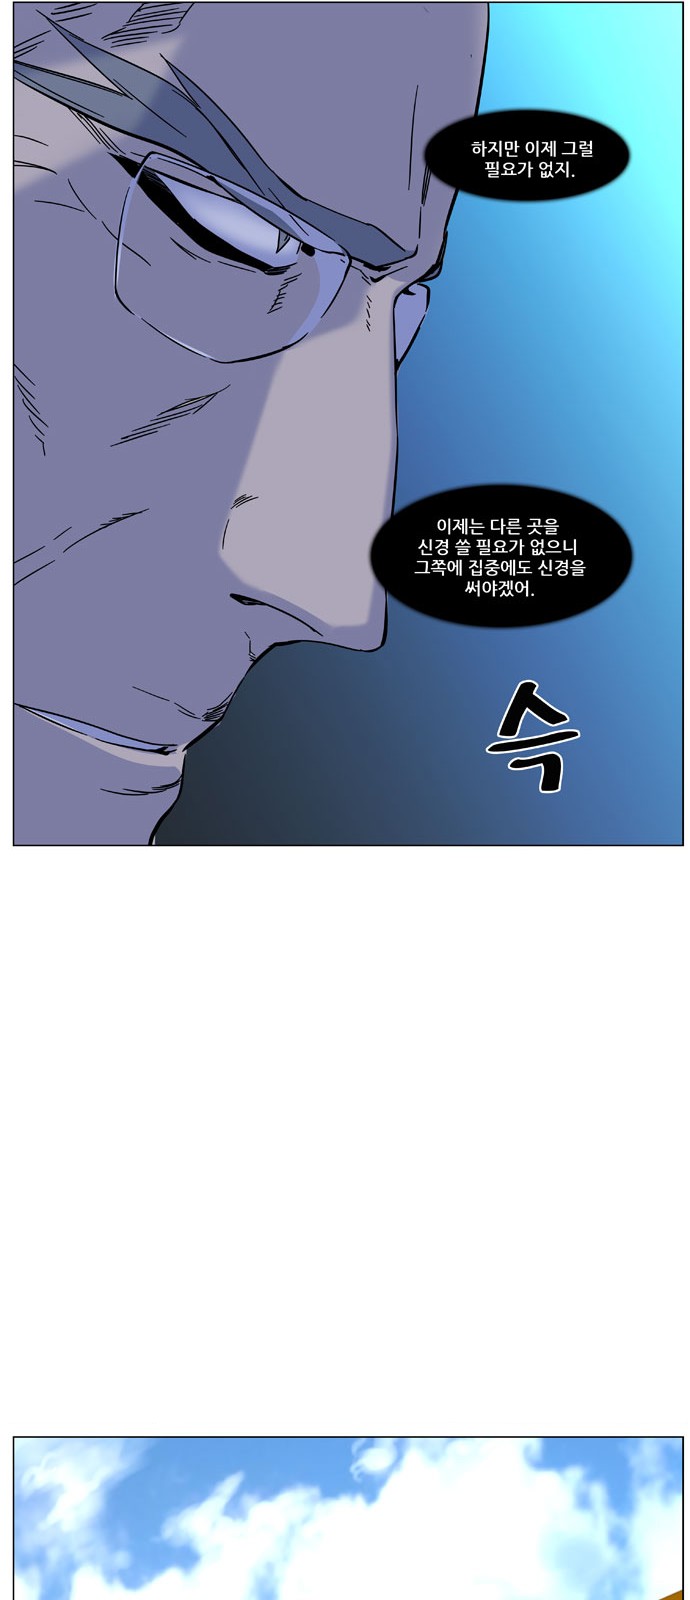 하지만 이제 그럴
필요가 없지.
이제는 다른 곳을
신경 쓸 필요가 없으니
그쪽에 집중에도 신경을
써야겠어.
슥